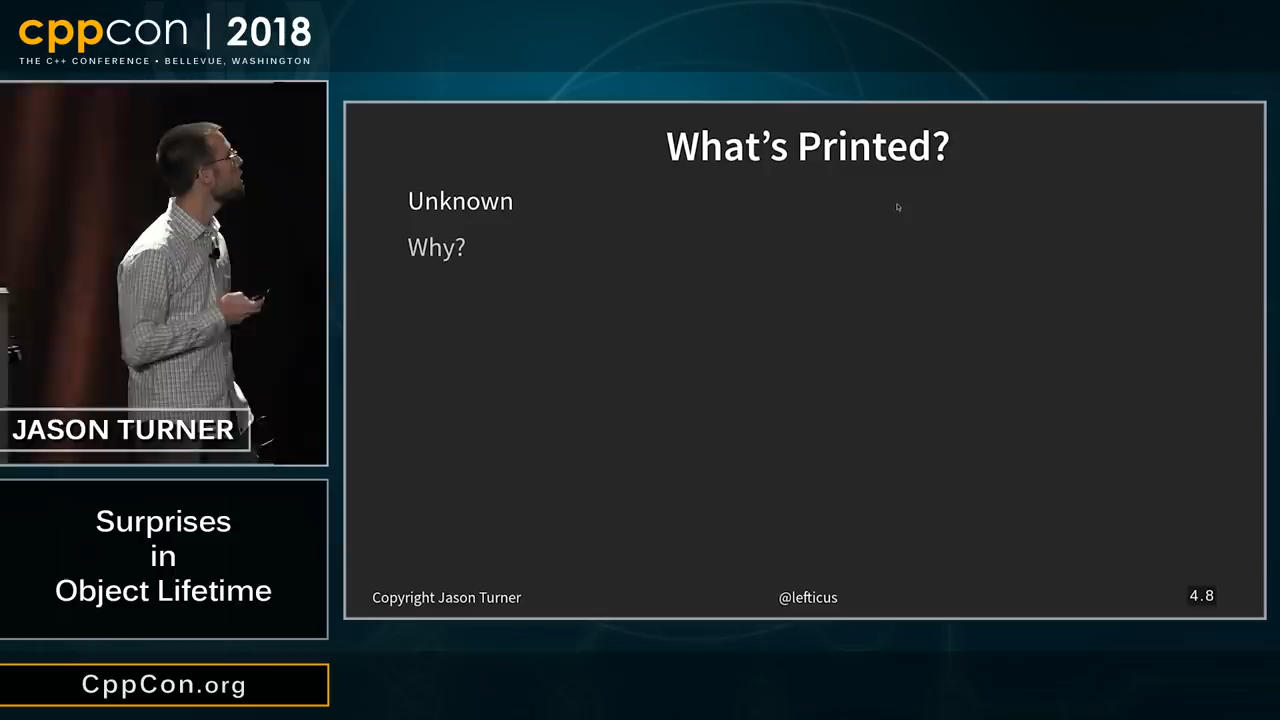 cppcon | 2018
THE C++ CONFERENCE • BELLEVUE, WASHINGTON
JASON TURNER
Surprises
in
Object Lifetime
CppCon.org
What's Printed?
Unknown
Why?
Copyright Jason Turner
@lefticus
4.8